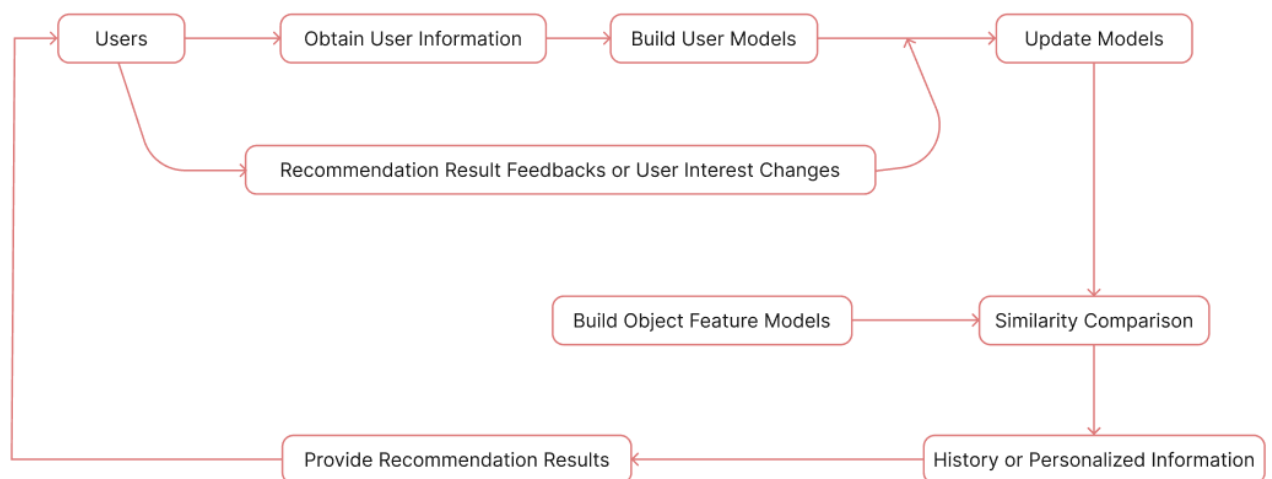 Users
Obtain User Information
Build User Models
Update Models
Recommendation Result Feedbacks or User Interest Changes
Build Object Feature Models
Similarity Comparison
Provide Recommendation Results
History or Personalized Information